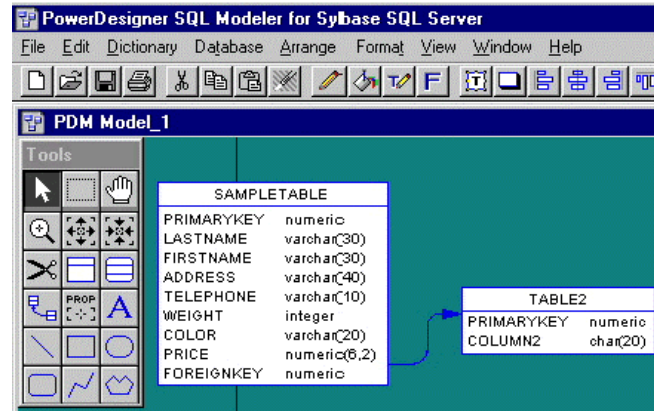 PowerDesigner SQL Modeler for Sylbase SQL Server
File Edit Dictionary Database Arrange Format View Window Help
F T
PDM Model_1
Tools
PROP
A
SAMPLETABLE
PRIMARYKEY numeric
LASTNAME varchar(30)
FIRSTNAME varchar(30)
ADDRESS varchar(40)
TELEPHONE varchar(10)
WEIGHT integer
COLOR varchar(20)
PRICE numeric(6,2)
FOREIGNKEY numeric
TABLE2
PRIMARYKEY numeric
COLUMN2 char(20)